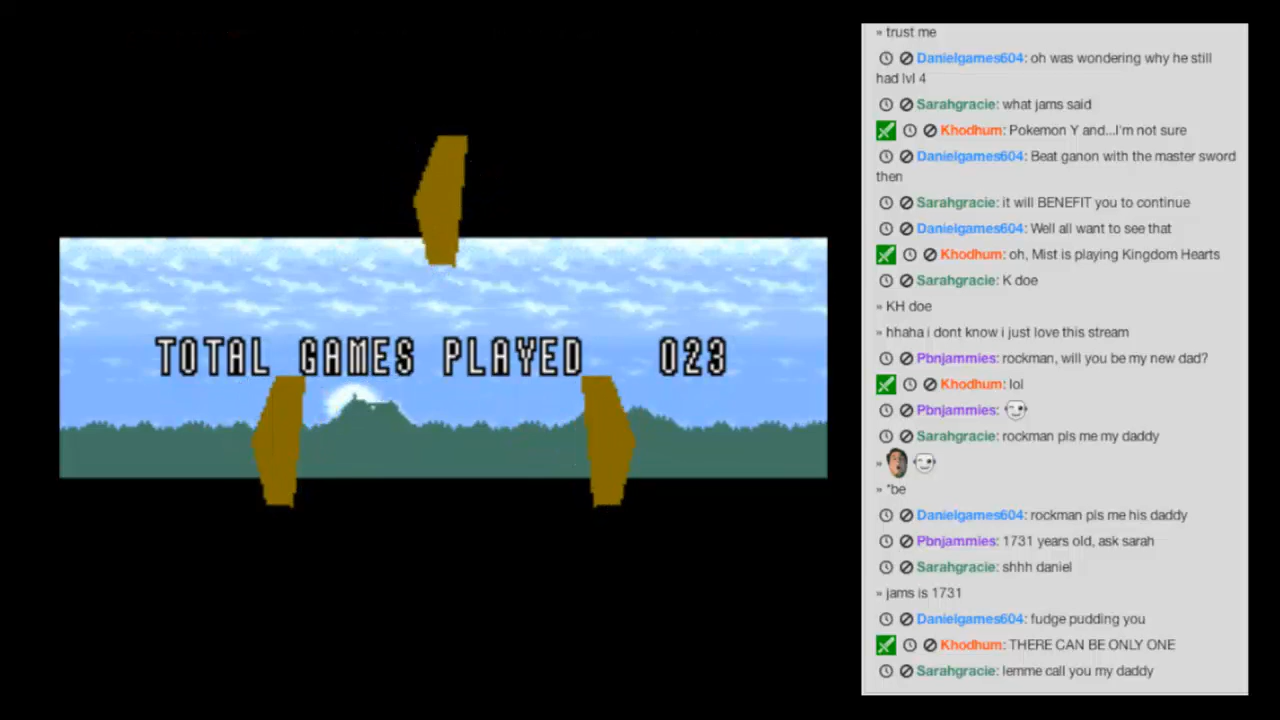 TOTAL GAMES PLAYED 023
» trust me
Danielgames604: oh was wondering why he still
had lvl 4
Sarahgracie: what jams said
Khodhum: Pokemon Y and...I'm not sure
Danielgames604: Beat ganon with the master sword
then
Sarahgracie: it will BENEFIT you to continue
Danielgames604: Well all want to see that
Khodhum: oh, Mist is playing Kingdom Hearts
Sarahgracie: K doe
» KH doe
» hhaha i dont know i just love this stream
Pbnjammies: rockman, will you be my new dad?
Khodhum: lol
Pbnjammies:
Sarahgracie: rockman pls me my daddy
»
» *be
Danielgames604: rockman pls me his daddy
Pbnjammies: 1731 years old, ask sarah
Sarahgracie: shhh daniel
» jams is 1731
Danielgames604: fudge pudding you
Khodhum: THERE CAN BE ONLY ONE
Sarahgracie: lemme call you my daddy